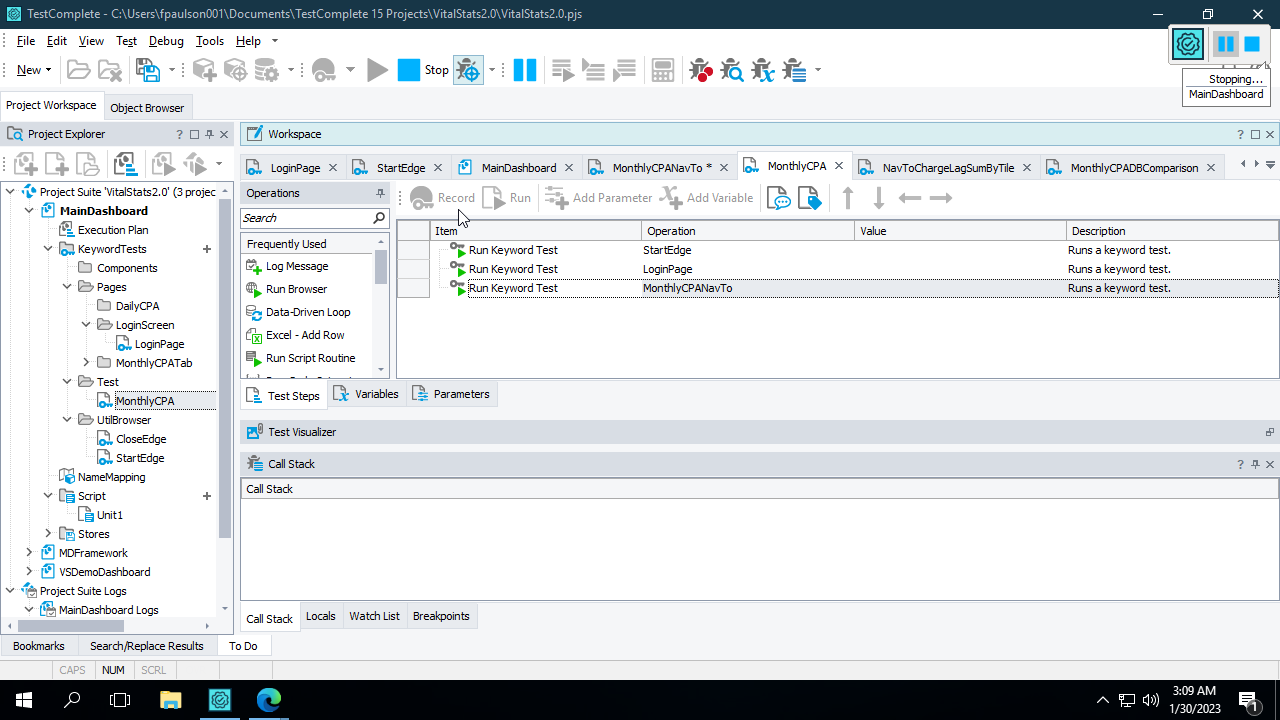 TestComplete - C:\Users\fpaulson001\Documents\TestComplete 15 Projects\VitalStats2.0\VitalStats2.0.pjs
File Edit View Test Debug Tools Help
New Stop
Stopping...
MainDashboard
Project Workspace Object Browser
Project Explorer ?
Workspace ?
LoginPage StartEdge MainDashboard MonthlyCPANavTo * MonthlyCPA NavToChargeLagSumByTile MonthlyCPADBComparison
Operations
Record Run Add Parameter Add Variable
Search
Item Operation Value Description
Frequently Used
Run Keyword Test StartEdge Runs a keyword test.
Log Message
Run Keyword Test LoginPage Runs a keyword test.
Run Browser
Run Keyword Test MonthlyCPANavTo Runs a keyword test.
Data-Driven Loop
Excel - Add Row
Run Script Routine
Test Steps Variables Parameters
Project Suite 'VitalStats2.0' (3 projec
MainDashboard
Execution Plan
KeywordTests
Components
Pages
DailyCPA
LoginScreen
LoginPage
MonthlyCPATab
Test
MonthlyCPA
UtilBrowser
CloseEdge
StartEdge
NameMapping
Script
Unit1
Stores
MDFramework
VSDemoDashboard
Project Suite Logs
MainDashboard Logs
Test Visualizer
Call Stack ?
Call Stack
Call Stack Locals Watch List Breakpoints
Bookmarks Search/Replace Results To Do
CAPS NUM SCRL
3:09 AM
1/30/2023
1